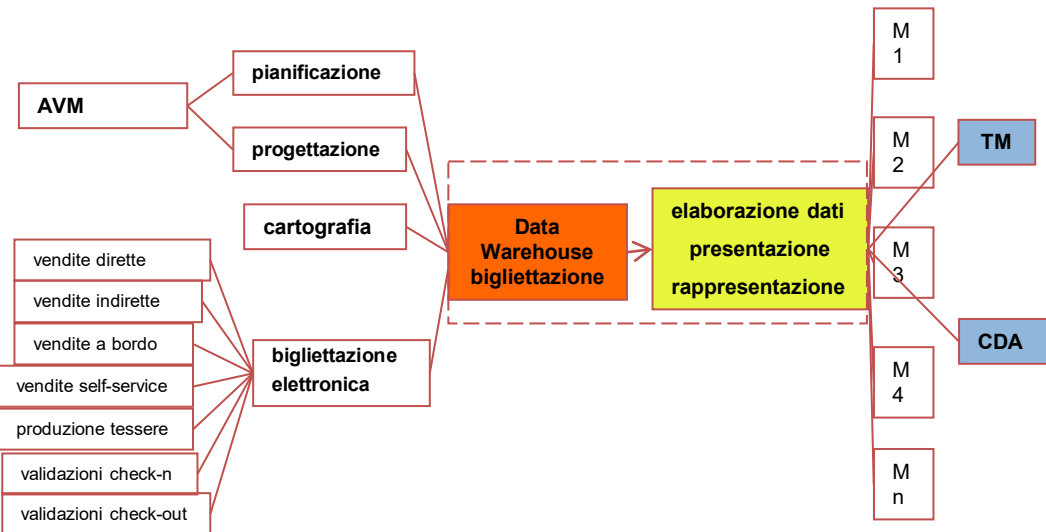 AVM
pianificazione
progettazione
cartografia
vendite dirette
vendite indirette
vendite a bordo
vendite self-service
produzione tessere
validazioni check-n
validazioni check-out
bigliettazione
elettronica
Data
Warehouse
bigliettazione
elaborazione dati
presentazione
rappresentazione
M
1
M
2
M
3
M
4
M
n
TM
CDA